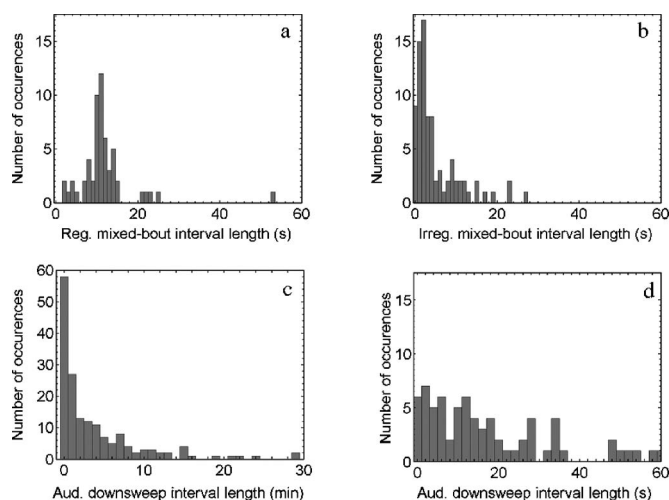 a
Number of occurences
15
10
5
0
0
20
40
60
Reg. mixed-bout interval length (s)
b
Number of occurences
15
10
5
0
0
20
40
60
Irreg. mixed-bout interval length (s)
c
Number of occurences
60
50
40
30
20
10
0
0
10
20
30
Aud. downsweep interval length (min)
d
Number of occurences
15
10
5
0
0
20
40
60
Aud. downsweep interval length (s)